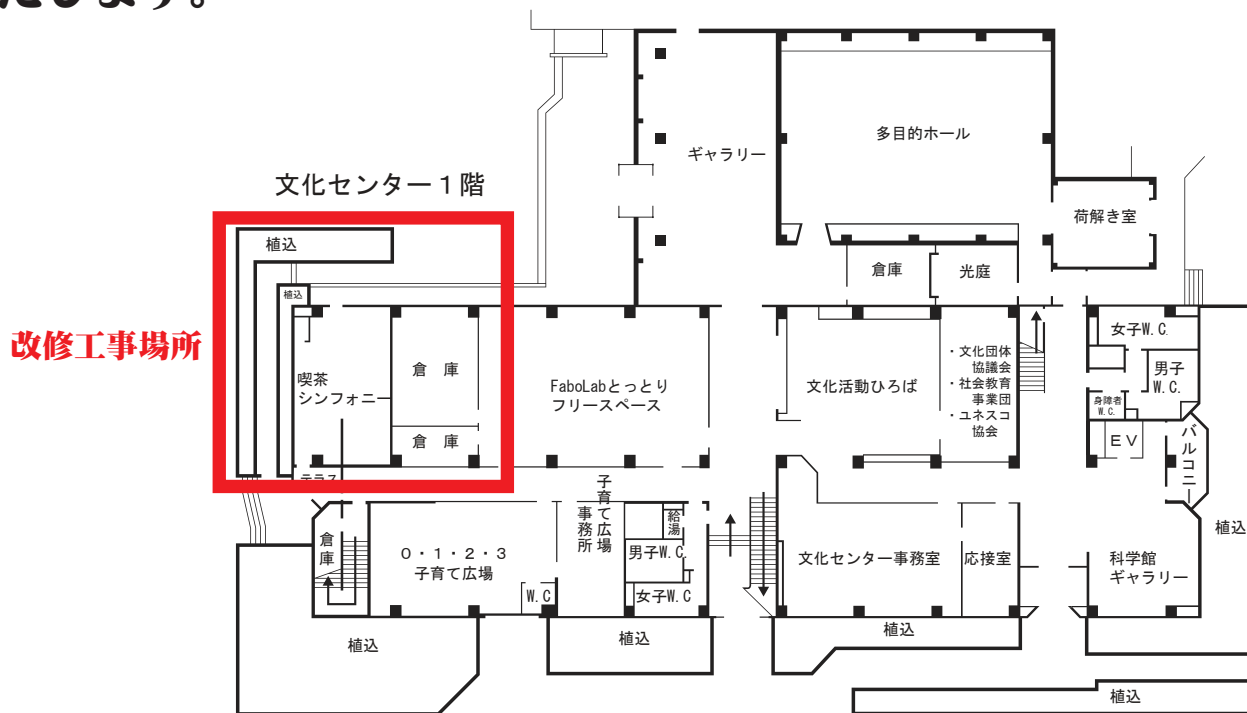 たします。
文化センター１階
改修工事場所
植込
植込
喫茶
シンフォニー
倉 庫
倉 庫
テラス
FaboLabとっとり
フリースペース
ギャラリー
多目的ホール
荷解き室
倉庫
光庭
文化活動ひろば
・文化団体
協議会
・社会教育
事業団
・ユネスコ
協会
女子W.C.
男子
W.C.
身障者
W.C.
ＥＶ
バルコニー
植込
倉庫
０・１・２・３
子育て広場
W.C
子育て広場
事務所
給湯
男子W.C
女子W.C
文化センター事務室
応接室
科学館
ギャラリー
植込
植込
植込
植込